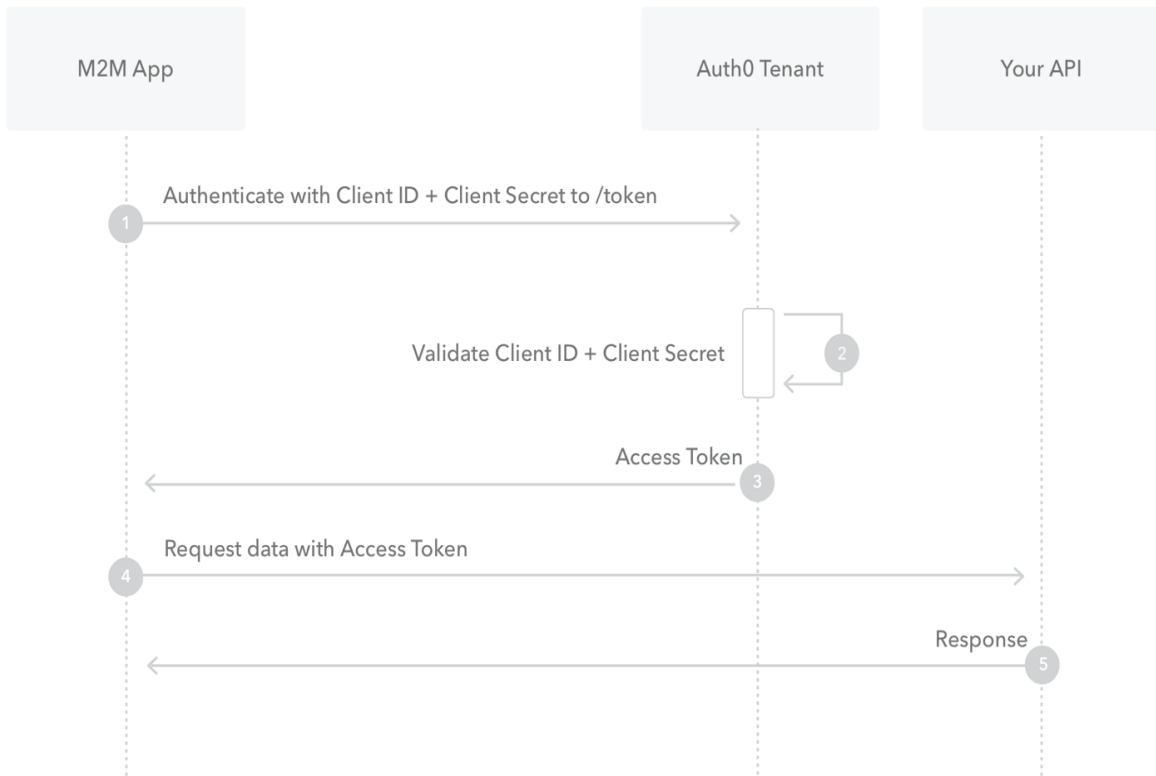 M2M App
Auth0 Tenant
Your API
Authenticate with Client ID + Client Secret to /token
1
Validate Client ID + Client Secret
2
Access Token
3
Request data with Access Token
4
Response
5